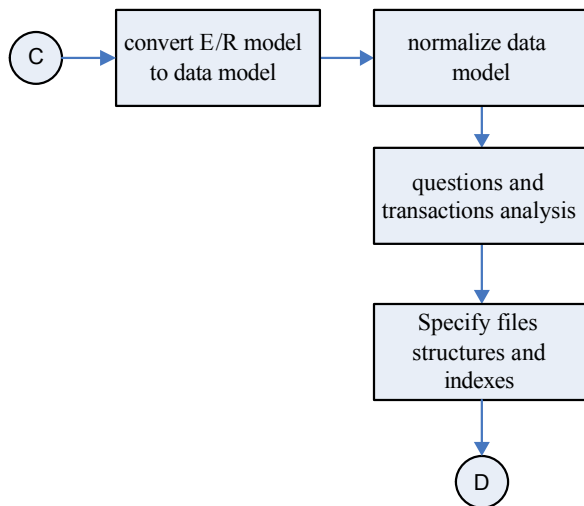 C
convert E/R model
to data model
normalize data
model
questions and
transactions analysis
Specify files
structures and
indexes
D